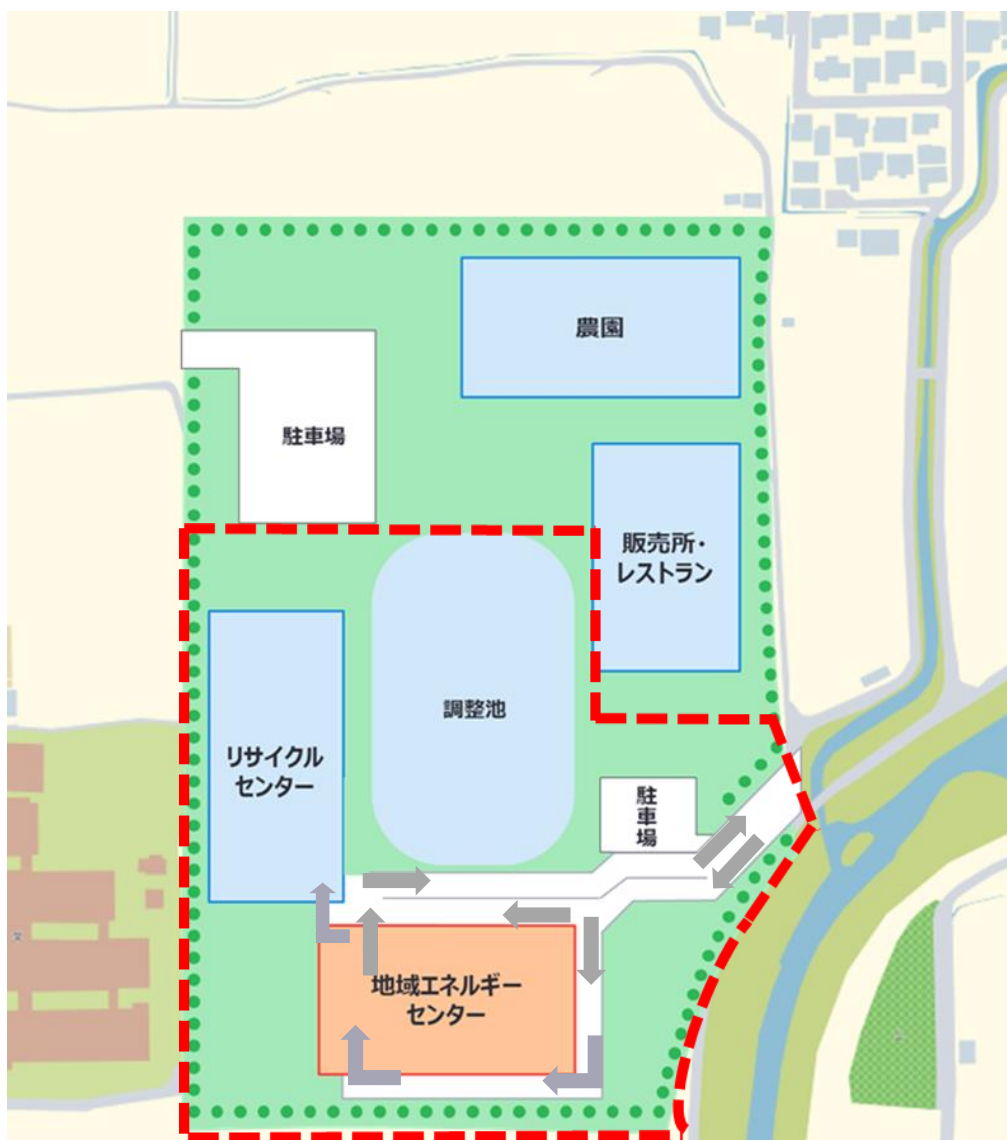 農園
駐車場
販売所・
レストラン
調整池
リサイクル
センター
駐
車
場
地域エネルギー
センター